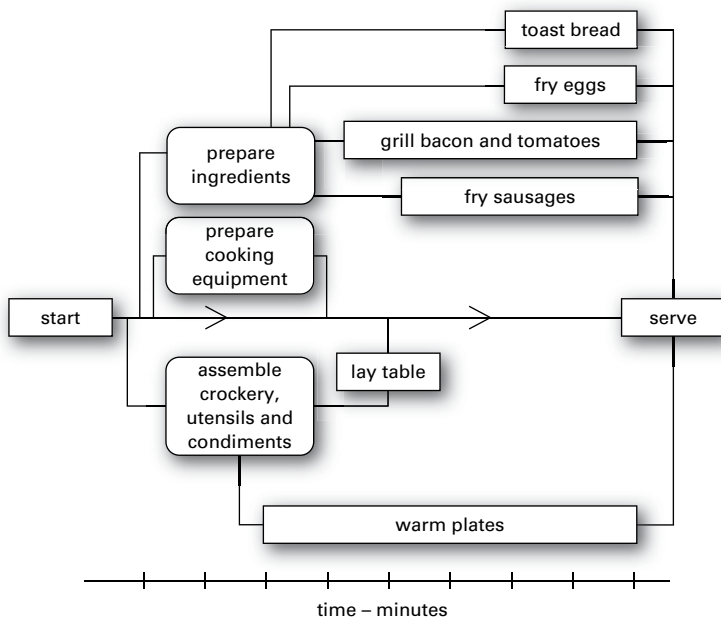 toast bread
fry eggs
grill bacon and tomatoes
prepare
ingredients
fry sausages
prepare
cooking
equipment
start
serve
assemble
crockery,
utensils and
condiments
lay table
warm plates
time – minutes